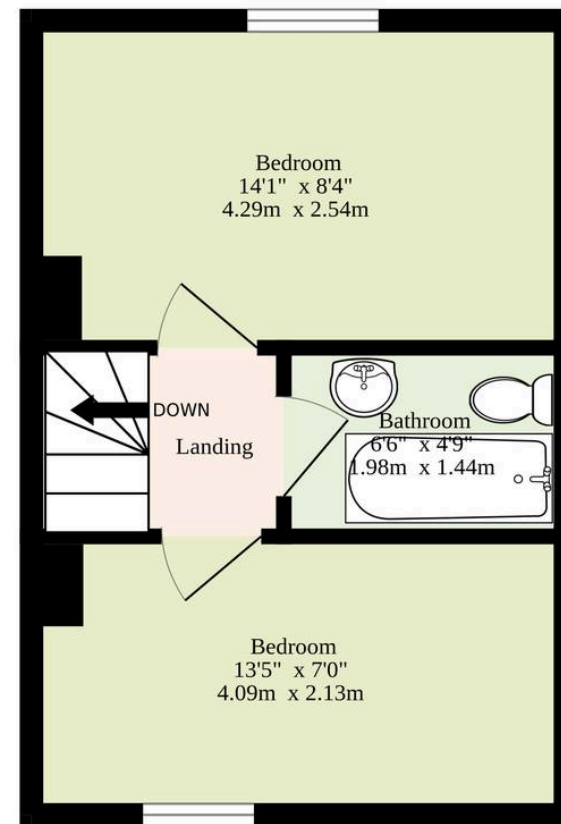 Bedroom
14'1" x 8'4"
4.29m x 2.54m
DOWN
Landing
Bathroom
6'6" x 4'9"
1.98m x 1.44m
Bedroom
13'5" x 7'0"
4.09m x 2.13m